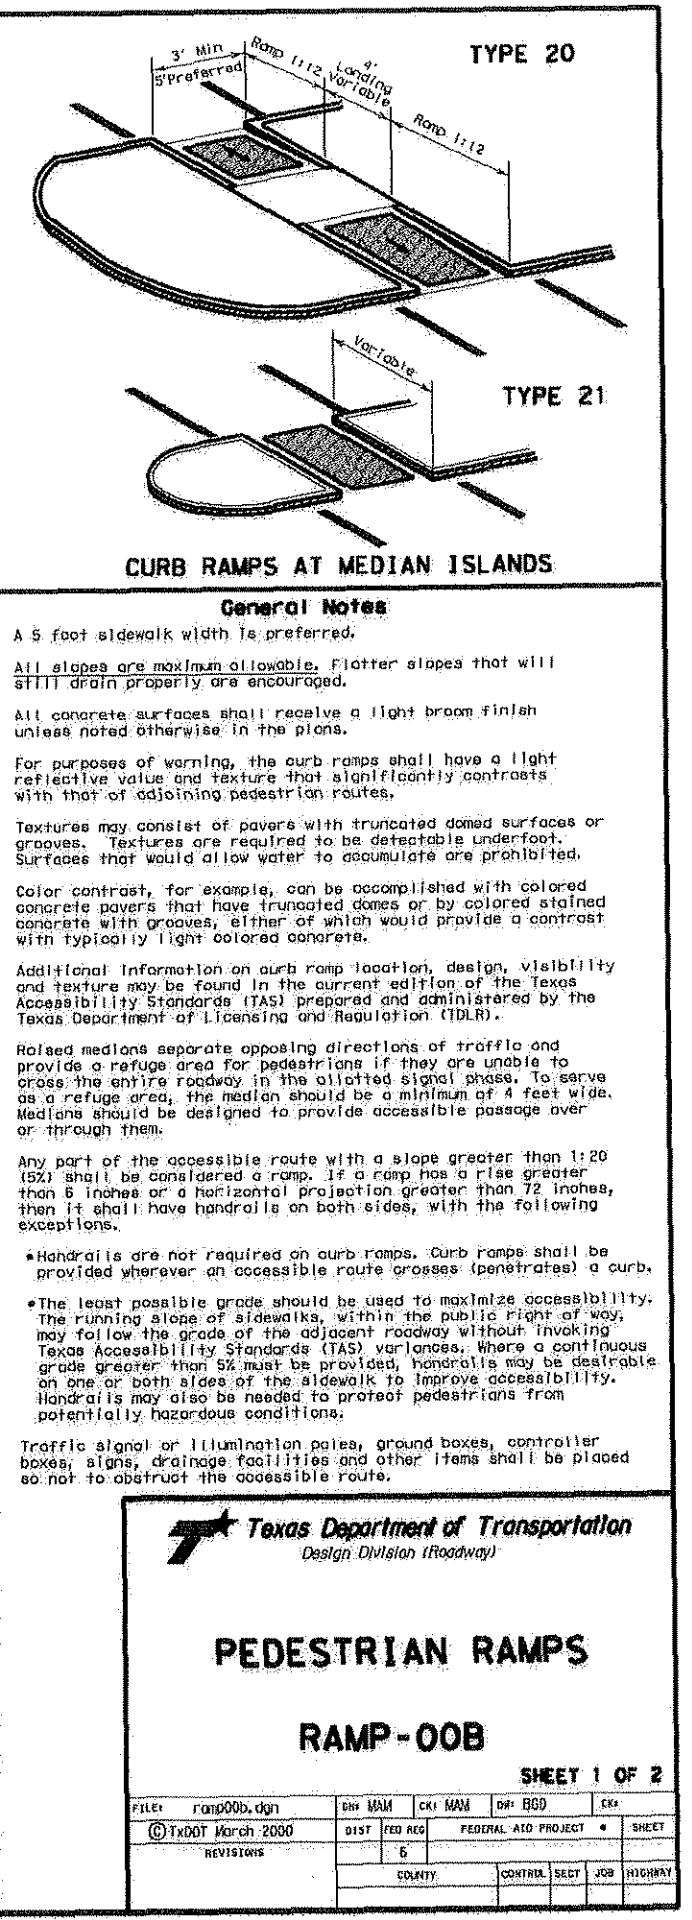 TYPE 20
3' Min
5' Preferred
Ramp 1:12
Variable
4'
Landing
Variable
Ramp 1:12
Variable
TYPE 21
CURB RAMPS AT MEDIAN ISLANDS
General Notes
A 5 foot sidewalk width is preferred.
All slopes are maximum allowable. Flatter slopes that will
still drain properly are encouraged.
All concrete surfaces shall receive a light broom finish
unless noted otherwise in the plans.
For purposes of warning, the curb ramps shall have a light
reflective value and texture that significantly contrasts
with that of adjoining pedestrian routes.
Textures may consist of pavers with truncated domed surfaces or
grooves. Textures are required to be detectable underfoot.
Surfaces that would allow water to accumulate are prohibited.
Color contrast, for example, can be accomplished with colored
concrete pavers that have truncated domes or by colored stained
concrete with grooves, either of which would provide a contrast
with typically light colored concrete.
Additional information on curb ramp location, design, visibility
and texture may be found in the current edition of the Texas
Accessibility Standards (TAS) prepared and administered by the
Texas Department of Licensing and Regulation (TDLR).
Raised medians separate opposing directions of traffic and
provide a refuge area for pedestrians if they are unable to
cross the entire roadway in the allotted signal phase. To serve
as a refuge area, the median should be a minimum of 4 feet wide.
Medians should be designed to provide accessible passage over
or through them.
Any part of the accessible route with a slope greater than 1:20
(5%) shall be considered a ramp. If a ramp has a rise greater
than 6 inches or a horizontal projection greater than 72 inches,
then it shall have handrails on both sides, with the following
exceptions.
•Handrails are not required on curb ramps. Curb ramps shall be
provided wherever an accessible route crosses (penetrates) a curb.
•The least possible grade should be used to maximize accessibility.
The running slope of sidewalks, within the public right of way,
may follow the grade of the adjacent roadway without invoking
Texas Accessibility Standards (TAS) variances. Where a continuous
grade greater than 5% must be provided, handrails may be desirable
on one or both sides of the sidewalk to improve accessibility.
Handrails may also be needed to protect pedestrians from
potentially hazardous conditions.
Traffic signal or illumination poles, ground boxes, controller
boxes, signs, drainage facilities and other items shall be placed
so not to obstruct the accessible route.
Texas Department of Transportation
Design Division (Roadway)
PEDESTRIAN RAMPS
RAMP-00B
SHEET 1 OF 2
FILE: ramp00b.dgn DN: MAM CK: MAM DW: BGD CK:
© TxDOT March 2000 DIST FED REG FEDERAL AID PROJECT • SHEET
REVISIONS 6
COUNTY CONTROL SECT JOB HIGHWAY